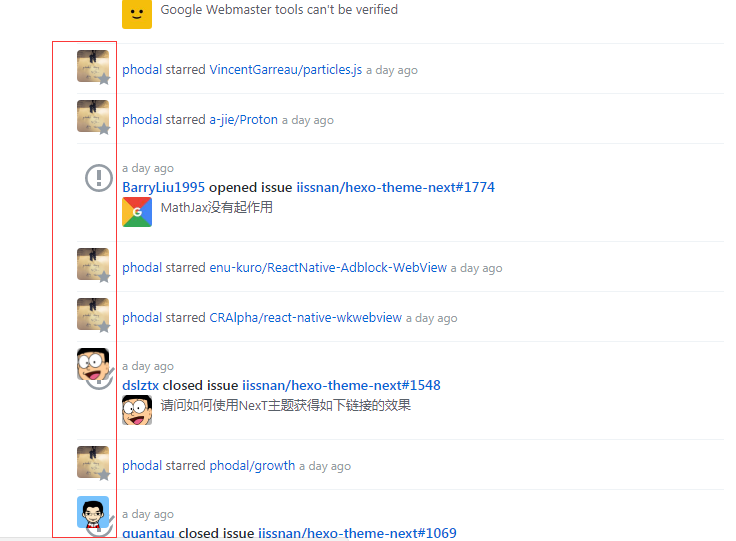 Google Webmaster tools can't be verified
phodal starred VincentGarreau/particles.js a day ago
phodal starred a-jie/Proton a day ago
a day ago
BarryLiu1995 opened issue iissnan/hexo-theme-next#1774
G MathJax没有起作用
phodal starred enu-kuro/ReactNative-Adblock-WebView a day ago
phodal starred CRAlpha/react-native-wkwebview a day ago
a day ago
dslztx closed issue iissnan/hexo-theme-next#1548
请问如何使用NexT主题获得如下链接的效果
phodal starred phodal/growth a day ago
a day ago
quantau closed issue iissnan/hexo-theme-next#1069